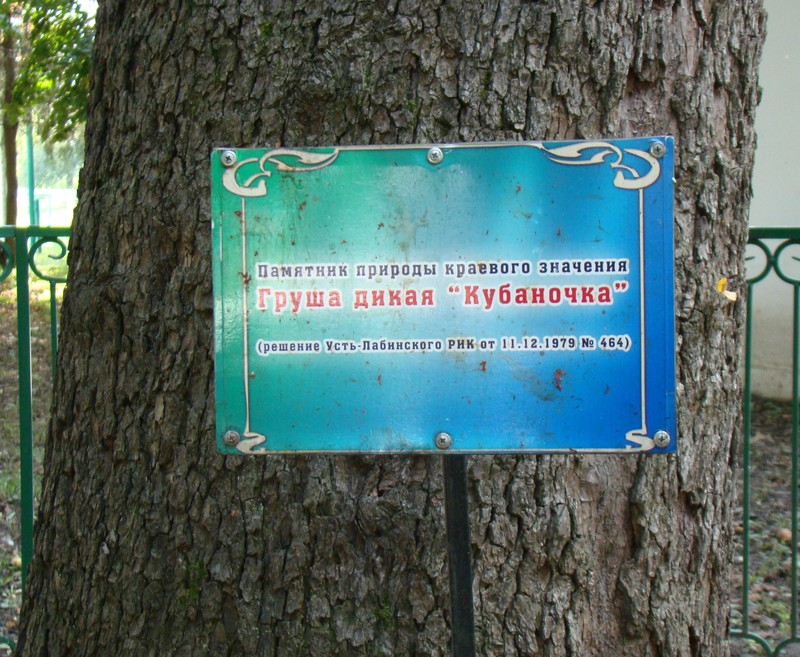 Памятник природы краевого значения
Груша дикая “Кубаночка”
(решение Усть-Лабинского РИК от 11.12.1979 № 464)